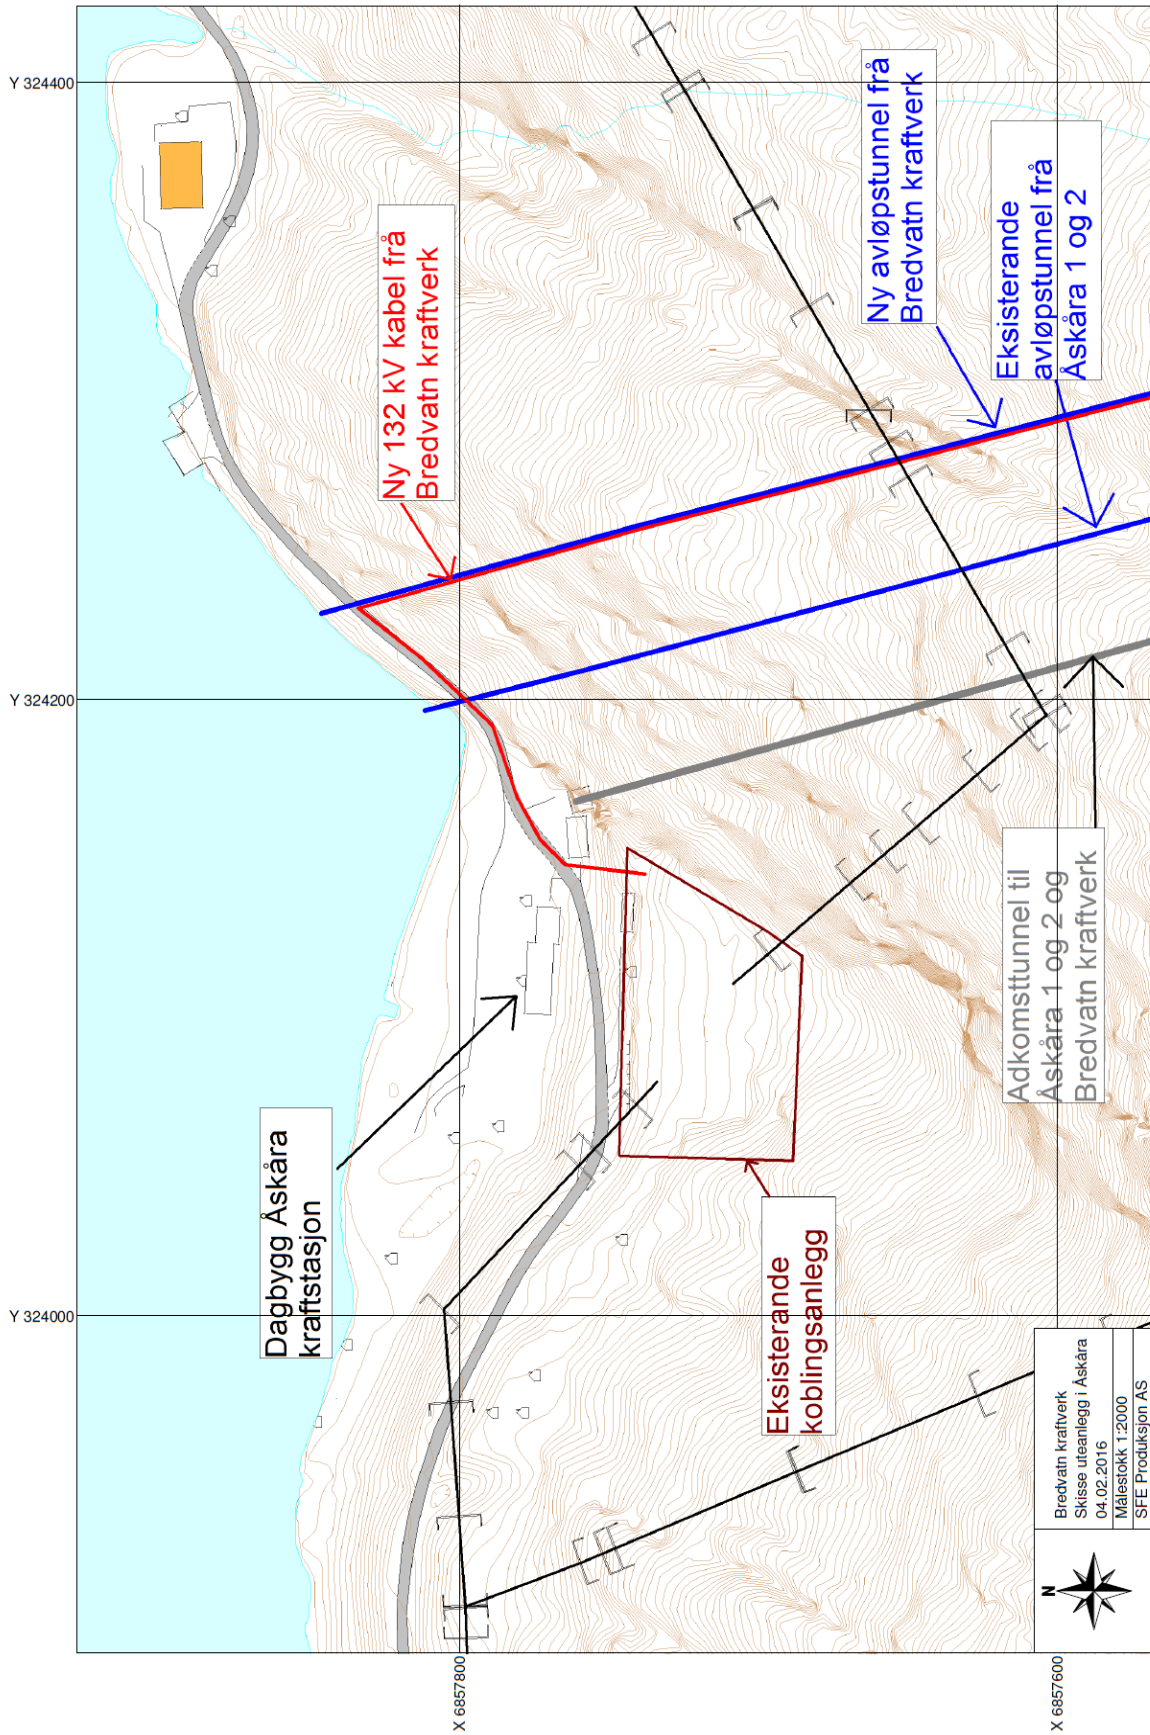 Y 324400
Y 324200
Y 324000
X 6857800
X 6857600
Ny 132 kV kabel frå
Bredvatn kraftverk
Ny avløpstunnel frå
Bredvatn kraftverk
Eksisterande
avløpstunnel frå
Åskåra 1 og 2
Dagbygg Åskåra
kraftstasjon
Eksisterande
koblingsanlegg
Adkomsttunnel til
Åskåra 1 og 2 og
Bredvatn kraftverk
N
Bredvatn kraftverk
Skisse uteanlegg i Åskåra
04.02.2016
Målestokk 1:2000
SFE Produksjon AS